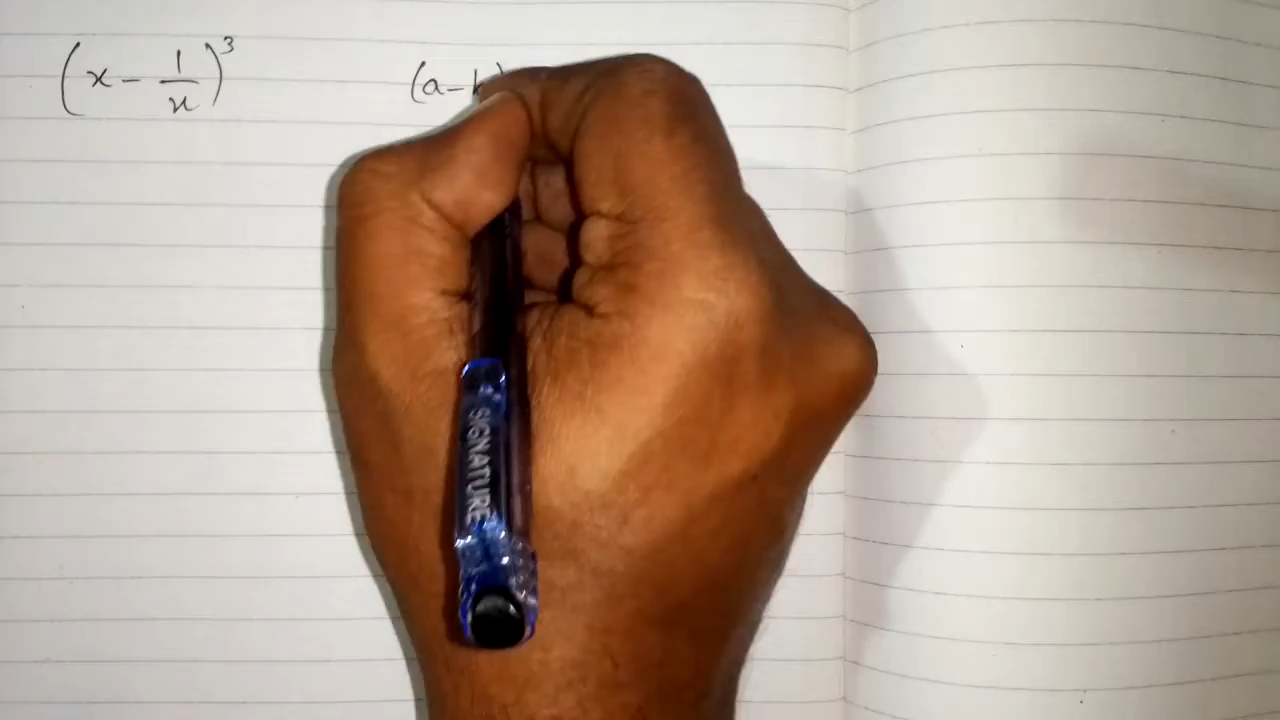 (x - 1/x)³ (a-b)
SIGNATURE